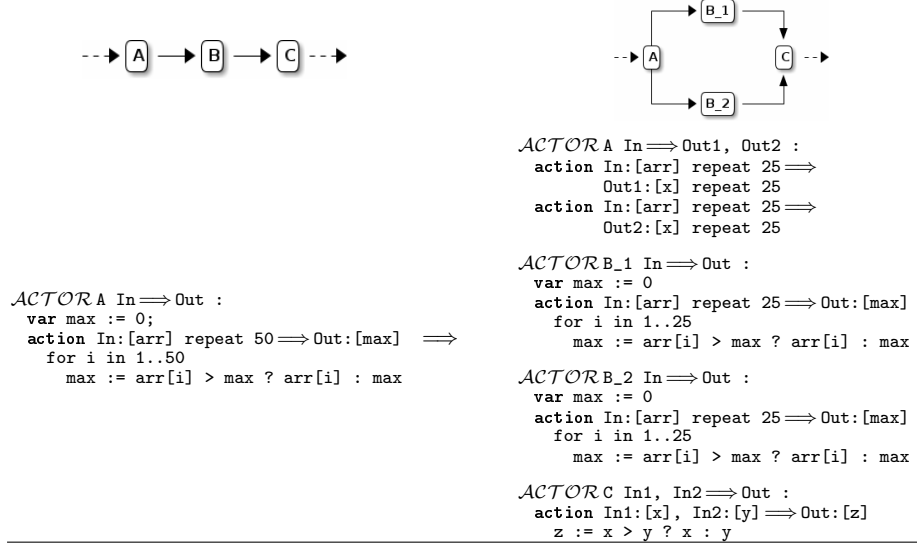 A B C
B_1
A C
B_2
ACTOR A In⟹Out :
var max := 0;
action In:[arr] repeat 50⟹Out:[max] ⟹
for i in 1..50
max := arr[i] > max ? arr[i] : max
ACTOR A In⟹Out1, Out2 :
action In:[arr] repeat 25⟹
Out1:[x] repeat 25
action In:[arr] repeat 25⟹
Out2:[x] repeat 25
ACTOR B_1 In⟹Out :
var max := 0
action In:[arr] repeat 25⟹Out:[max]
for i in 1..25
max := arr[i] > max ? arr[i] : max
ACTOR B_2 In⟹Out :
var max := 0
action In:[arr] repeat 25⟹Out:[max]
for i in 1..25
max := arr[i] > max ? arr[i] : max
ACTOR C In1, In2⟹Out :
action In1:[x], In2:[y]⟹Out:[z]
z := x > y ? x : y